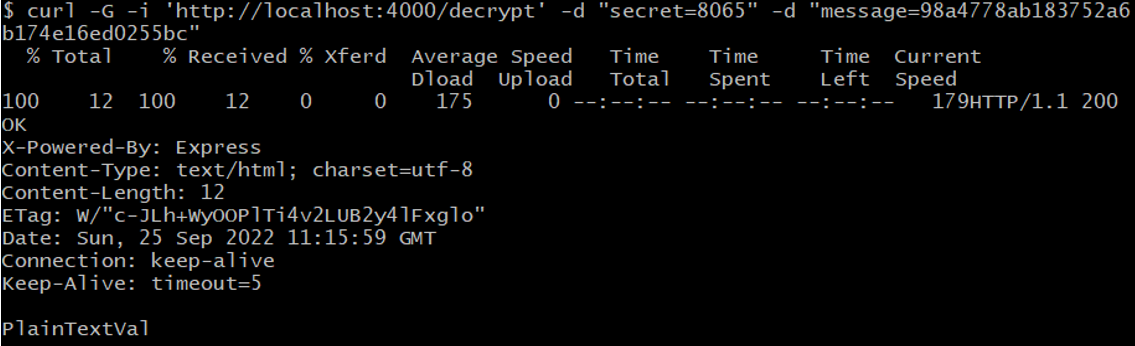 $ curl -G -i 'http://localhost:4000/decrypt' -d "secret=8065" -d "message=98a4778ab183752a6
b174e16ed0255bc"
  % Total    % Received % Xferd  Average Speed   Time    Time     Time  Current
                                 Dload  Upload   Total   Spent    Left  Speed
100    12  100    12    0     0    175      0 --:--:-- --:--:-- --:--:--   179HTTP/1.1 200
OK
X-Powered-By: Express
Content-Type: text/html; charset=utf-8
Content-Length: 12
ETag: W/"c-JLh+WyOOPlTi4v2LUB2y4lFxglo"
Date: Sun, 25 Sep 2022 11:15:59 GMT
Connection: keep-alive
Keep-Alive: timeout=5

PlainTextVal